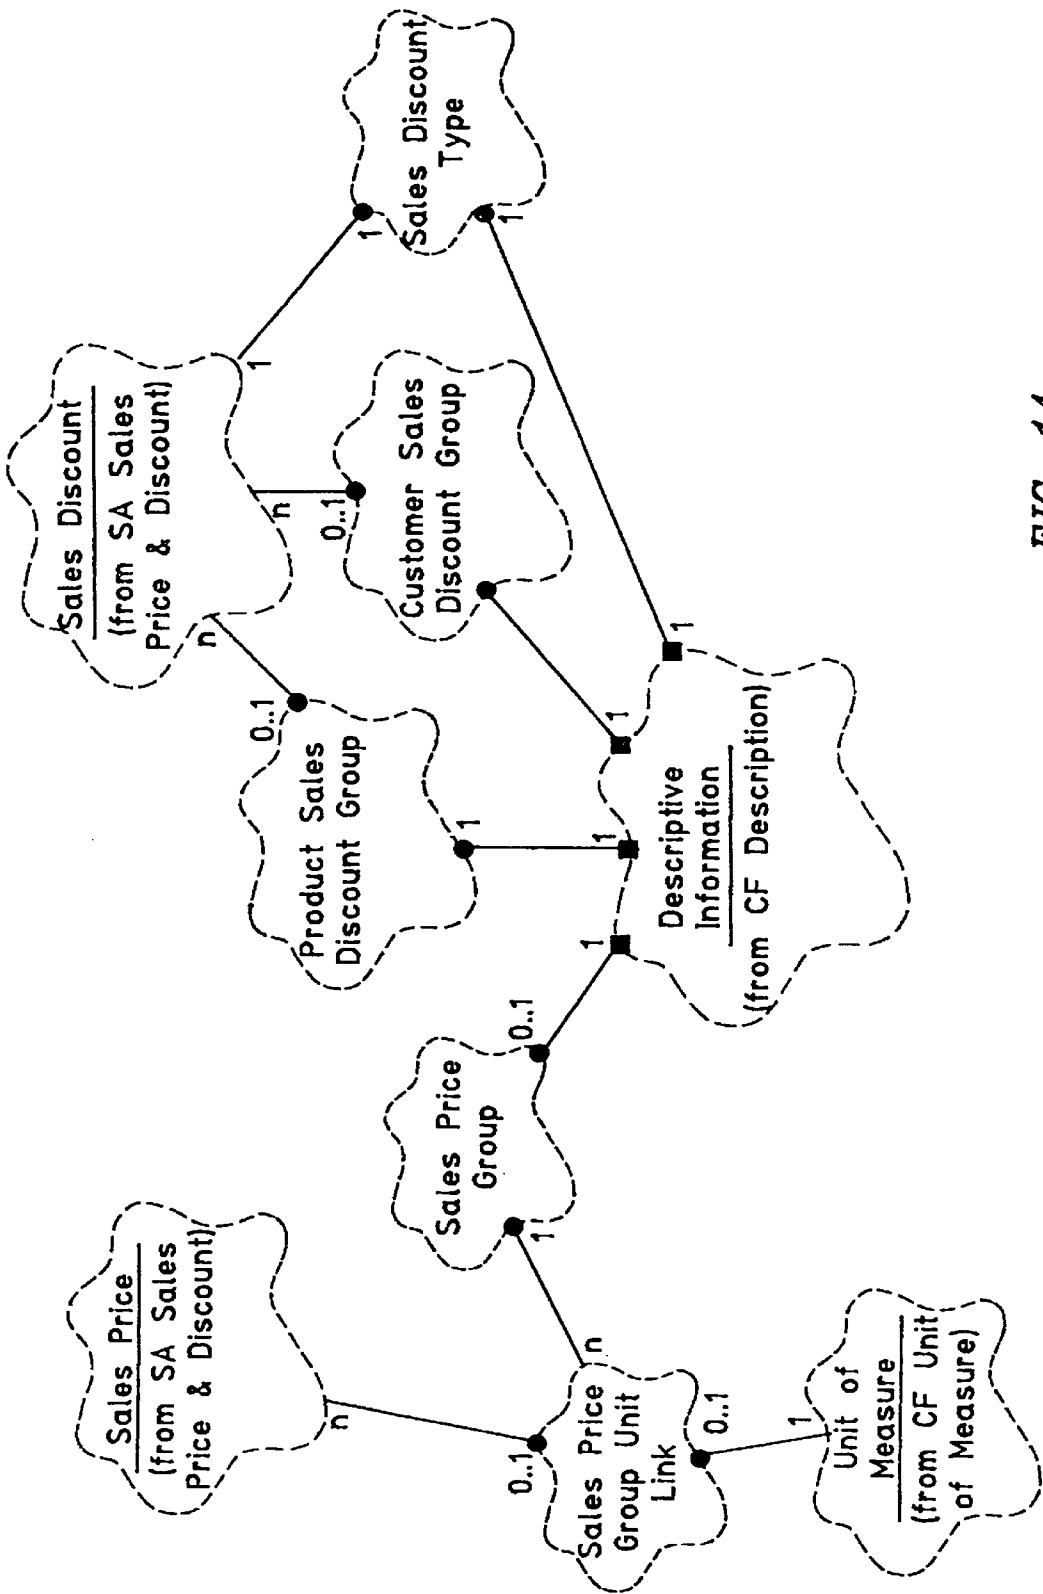 Sales Discount
(from SA Sales
Price & Discount)
Sales Price
(from SA Sales
Price & Discount)
n
n
1
n
0..1
0..1
1
Product Sales
Discount Group
Customer Sales
Discount Group
Sales Discount
Type
1
1
Sales Price
Group
0..1
1
n
0..1
Sales Price
Group Unit
Link
0..1
1
1
1
1
Descriptive
Information
(from CF Description)
1
Unit of
Measure
(from CF Unit
of Measure)
FIG. 14